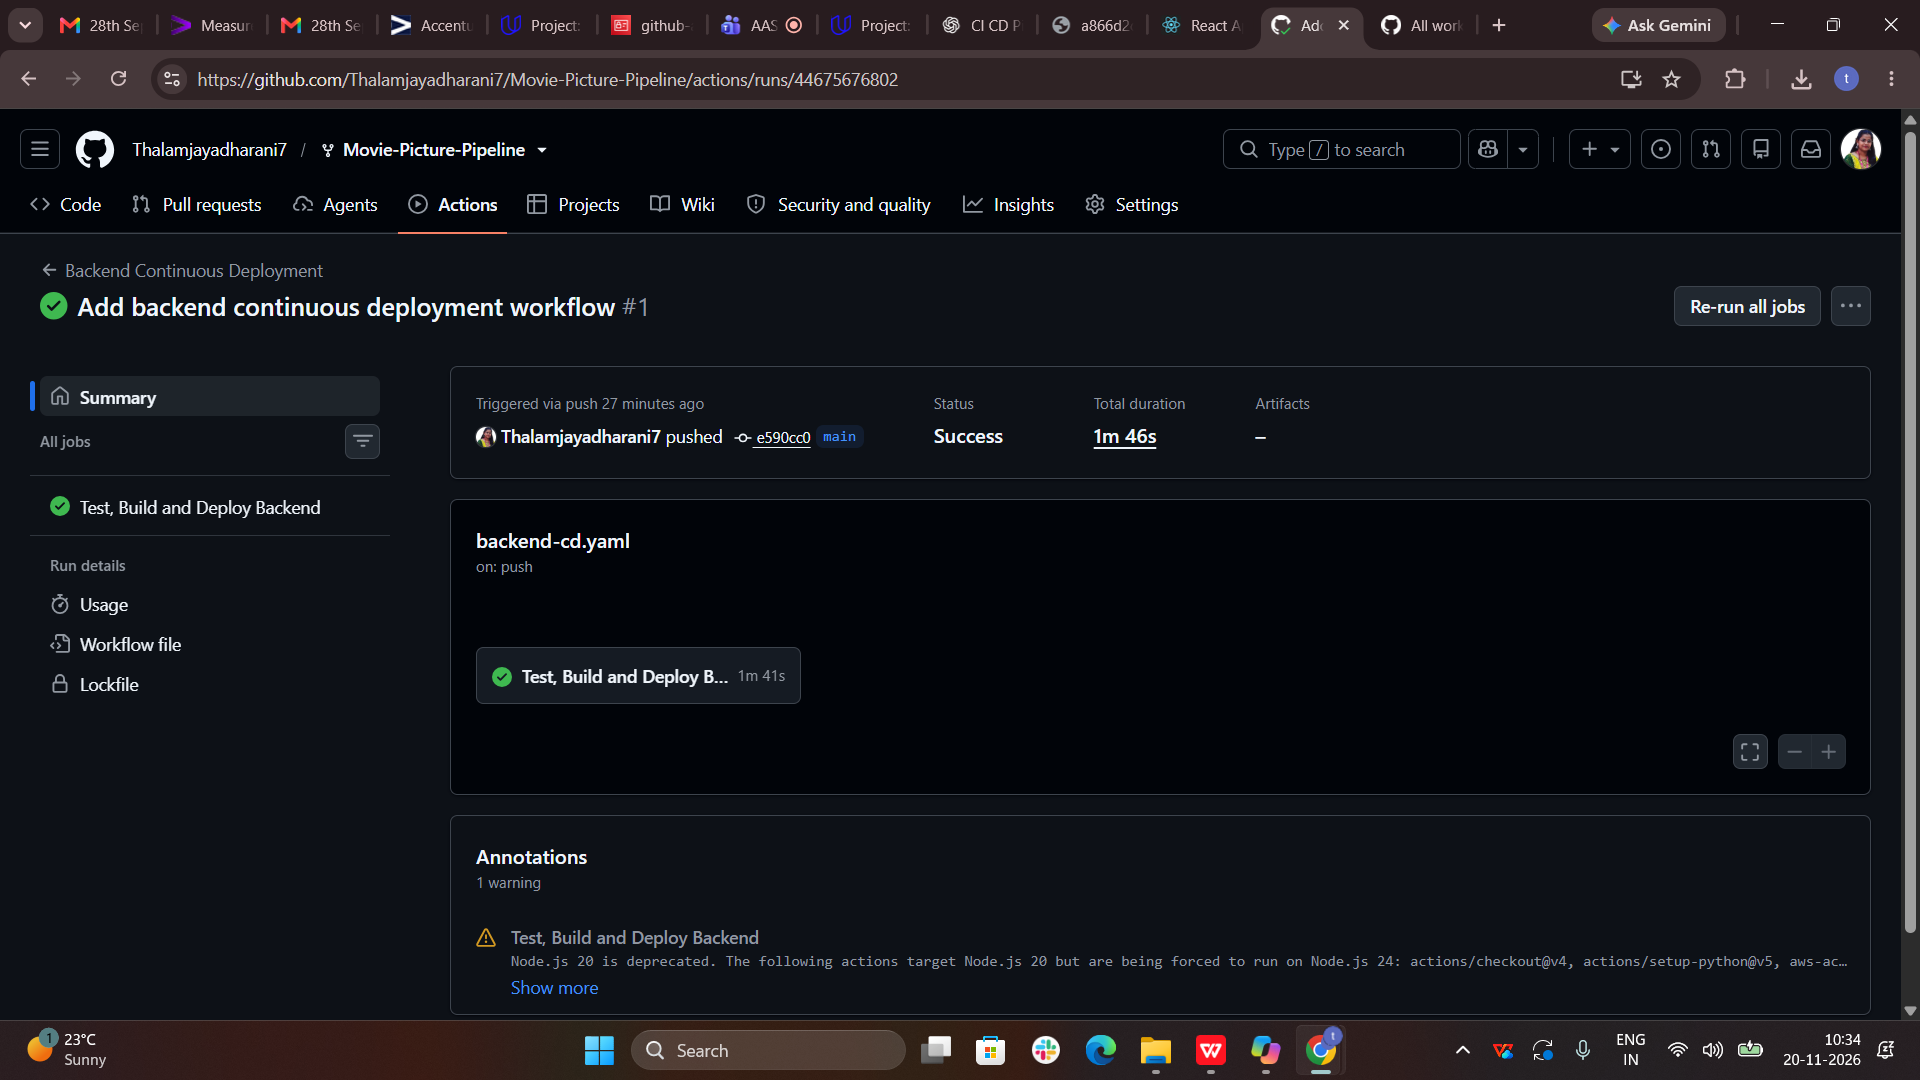 28th Se
Measur
28th Se
Accentu
Project:
github-
AAS
Project:
CI CD P
a866d2
React A
Ad
All work
Ask Gemini
https://github.com/Thalamjayadharani7/Movie-Picture-Pipeline/actions/runs/44675676802
t
Thalamjayadharani7 / Movie-Picture-Pipeline
Type / to search
Code
Pull requests
Agents
Actions
Projects
Wiki
Security and quality
Insights
Settings
Backend Continuous Deployment
Add backend continuous deployment workflow #1
Re-run all jobs
Summary
All jobs
Test, Build and Deploy Backend
Run details
Usage
Workflow file
Lockfile
Triggered via push 27 minutes ago
Thalamjayadharani7 pushed e590cc0 main
Status
Success
Total duration
1m 46s
Artifacts
–
backend-cd.yaml
on: push
Test, Build and Deploy B... 1m 41s
Annotations
1 warning
Test, Build and Deploy Backend
Node.js 20 is deprecated. The following actions target Node.js 20 but are being forced to run on Node.js 24: actions/checkout@v4, actions/setup-python@v5, aws-ac…
Show more
1
23°C
Sunny
Search
t
ENG
IN
10:34
20-11-2026